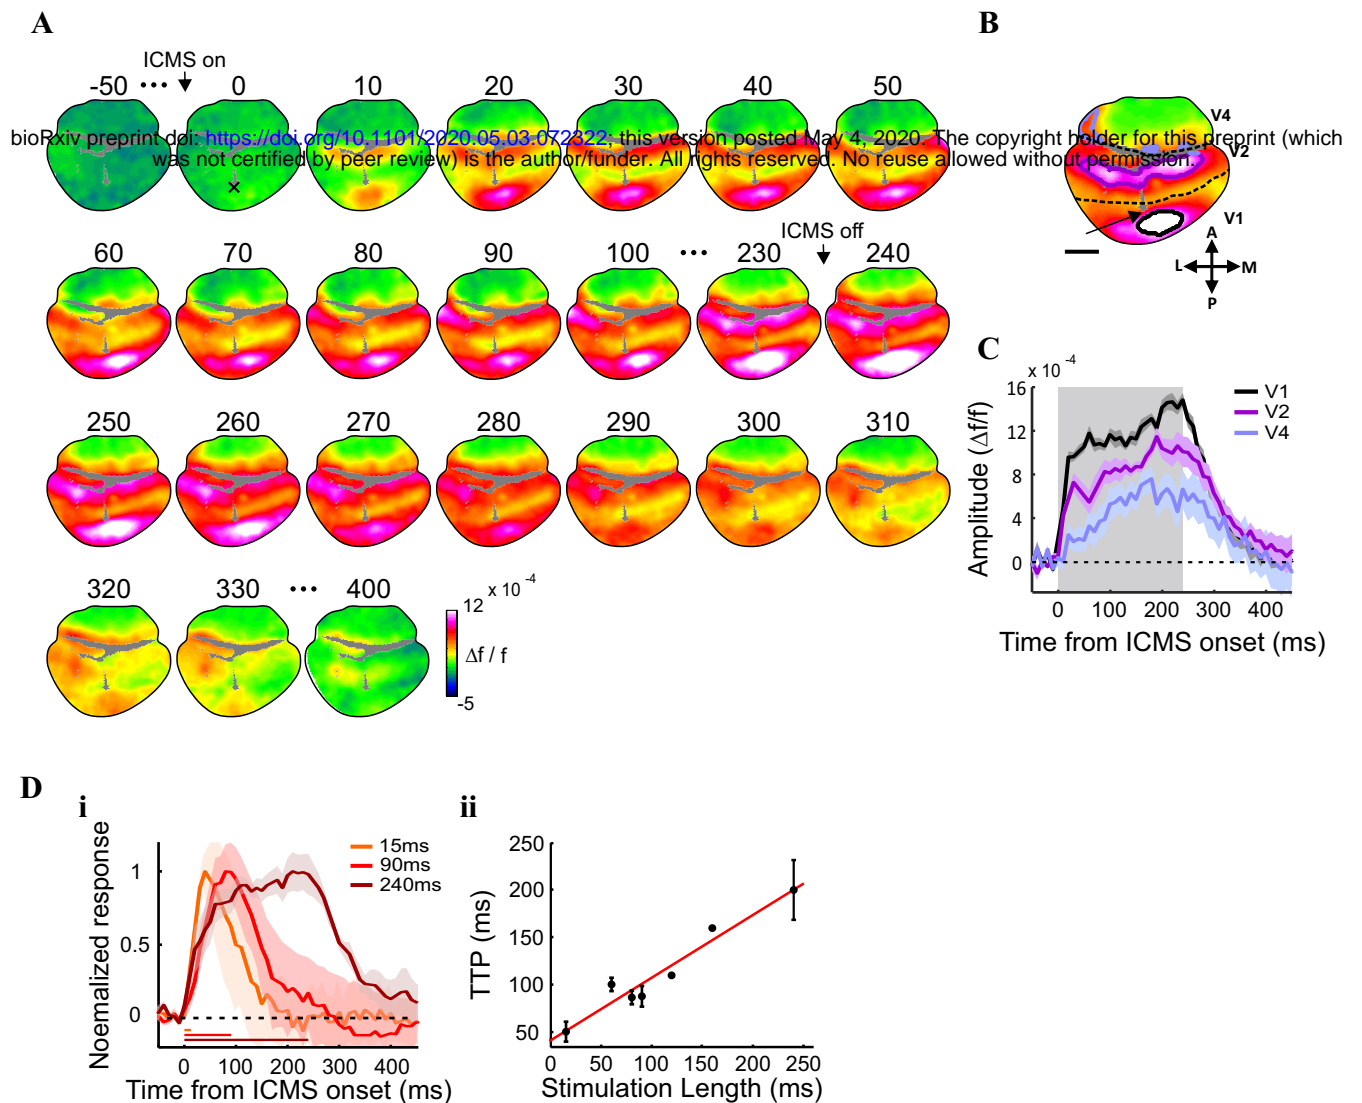 A
B
ICMS on
-50 ••• 0 10 20 30 40 50
bioRxiv preprint doi: https://doi.org/10.1101/2020.05.03.072322; this version posted May 4, 2020. The copyright holder for this preprint (which
was not certified by peer review) is the author/funder. All rights reserved. No reuse allowed without permission.
V4
V2
V1
A
L M
P
ICMS off
60 70 80 90 100 ••• 230 240
250 260 270 280 290 300 310
320 330 ••• 400
12 x 10⁻⁴
Δf / f
-5
C
x 10⁻⁴
16
12
8
4
0
Amplitude (Δf/f)
V1
V2
V4
0 100 200 300 400
Time from ICMS onset (ms)
D
i
Noemalized response
1
0.5
0
15ms
90ms
240ms
0 100 200 300 400
Time from ICMS onset (ms)
ii
TTP (ms)
250
200
150
100
50
0 50 100 150 200 250
Stimulation Length (ms)